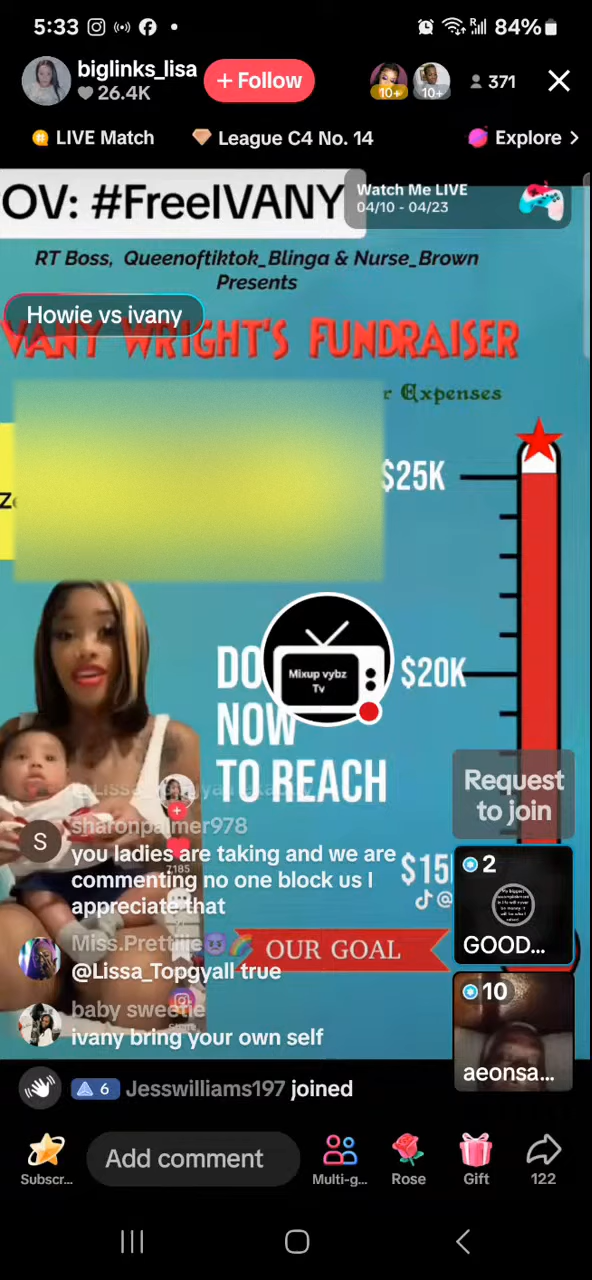 5:33
84%
biglinks_lisa
26.4K
+ Follow
10+
10+
371
LIVE Match
League C4 No. 14
Explore >
OV: #FreeIVANY
Watch Me LIVE
04/10 - 04/23
RT Boss, Queenoftiktok_Blinga & Nurse_Brown
Presents
Howie vs ivany
VANY WRIGHT'S FUNDRAISER
r Expenses
$25K
DO
Mixup vybz
Tv
$20K
NOW
TO REACH
Request
to join
sharonpalmer978
S
you ladies are taking and we are
commenting no one block us I
appreciate that
7185
$15
2
GOOD...
Miss.Prettiie😈🌈
@Lissa_Topgyall true
OUR GOAL
10
baby sweetie
ivany bring your own self
aeonsa...
6 Jesswilliams197 joined
Add comment
Subscr...
Multi-g...
Rose
Gift
122